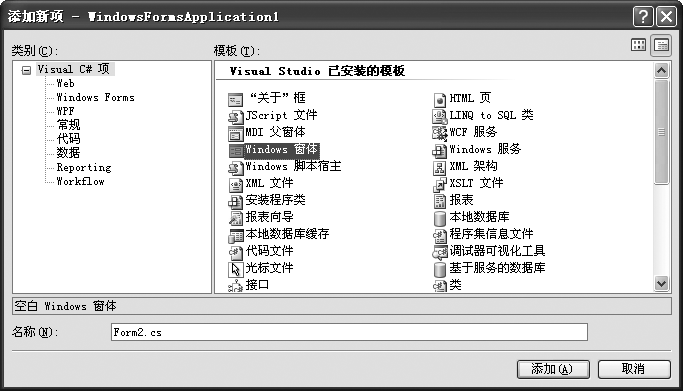 添加新项 - WindowsFormsApplication1
类别(C):
模板(T):
Visual C# 项
Web
Windows Forms
WPF
常规
代码
数据
Reporting
Workflow
Visual Studio 已安装的模板
“关于”框
HTML 页
JScript 文件
LINQ to SQL 类
MDI 父窗体
WCF 服务
Windows 窗体
Windows 服务
Windows 脚本宿主
XML 架构
XML 文件
XSLT 文件
安装程序类
报表
报表向导
本地数据库
本地数据库缓存
程序集信息文件
代码文件
调试器可视化工具
光标文件
基于服务的数据库
接口
类
空白 Windows 窗体
名称(N):
Form2.cs
添加(A)
取消